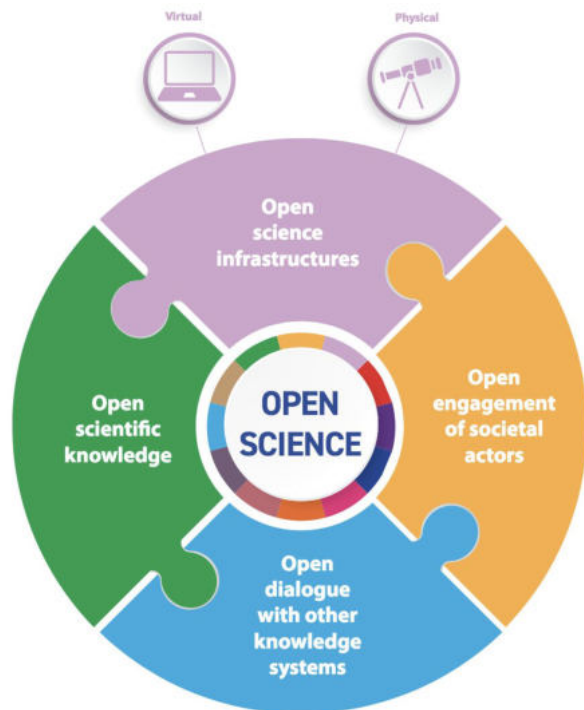 Virtual
Physical
Open
science
infrastructures
Open
scientific
knowledge
OPEN
SCIENCE
Open
engagement
of societal
actors
Open
dialogue
with other
knowledge
systems